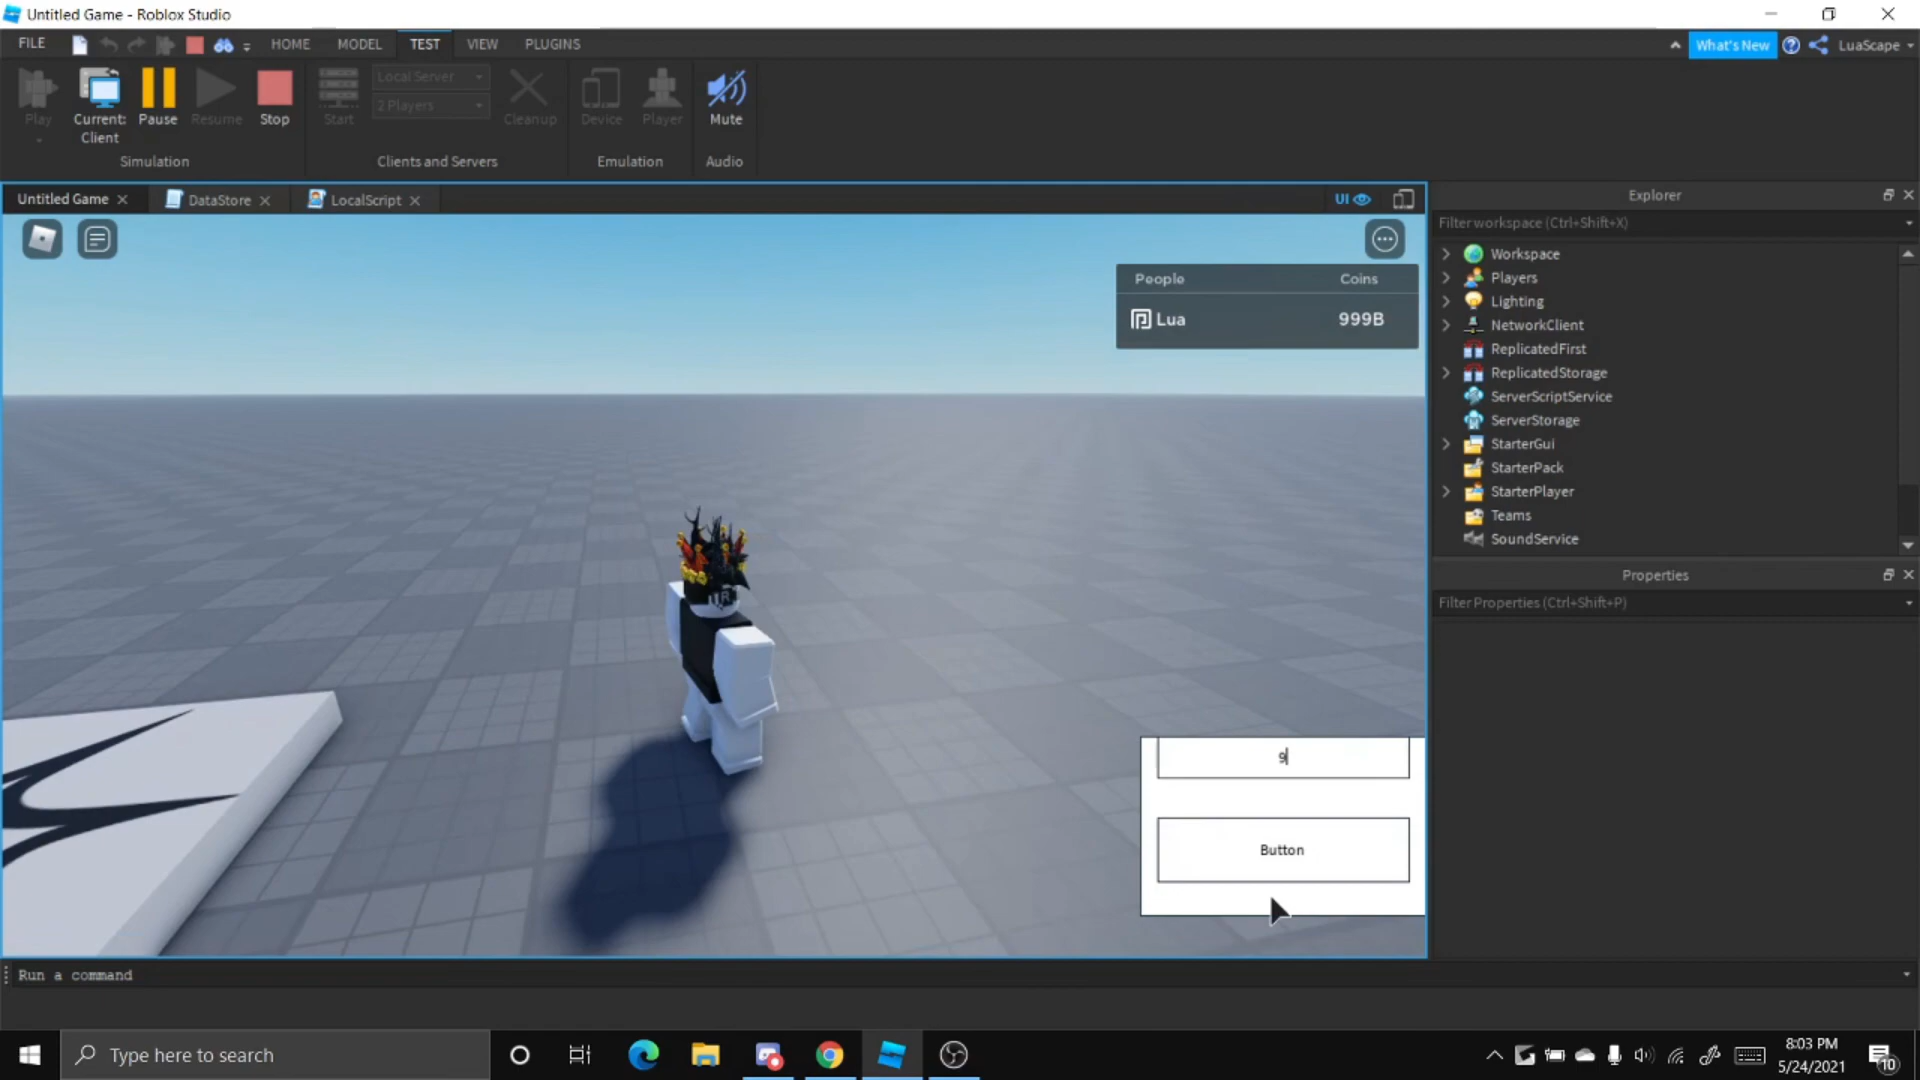 Untitled Game - Roblox Studio
FILE HOME MODEL TEST VIEW PLUGINS What's New LuaScape
Play
Current: Client
Pause
Resume
Stop
Start
Local Server
2 Players
Cleanup
Device
Player
Mute
Simulation
Clients and Servers
Emulation
Audio
Untitled Game
DataStore
LocalScript
UI
People Coins
Lua 999B
9
Button
Explorer
Filter workspace (Ctrl+Shift+X)
Workspace
Players
Lighting
NetworkClient
ReplicatedFirst
ReplicatedStorage
ServerScriptService
ServerStorage
StarterGui
StarterPack
StarterPlayer
Teams
SoundService
Properties
Filter Properties (Ctrl+Shift+P)
Run a command
Type here to search
8:03 PM
5/24/2021
10